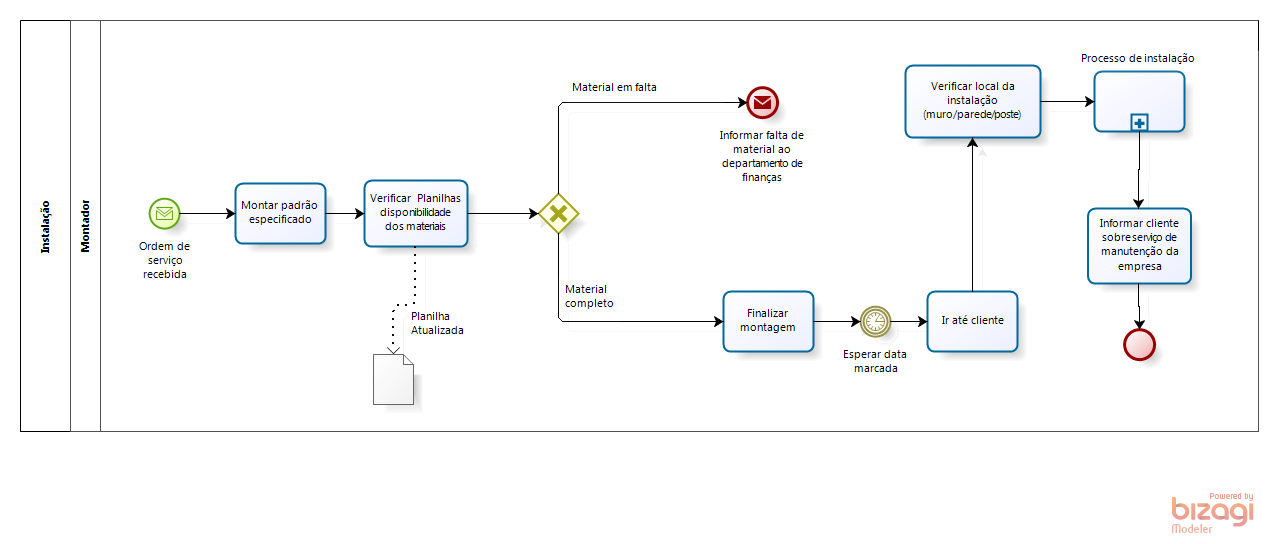 Instalação
Montador
Ordem de
serviço
recebida
Montar padrão
especificado
Verificar Planilhas
disponibilidade
dos materiais
Planilha
Atualizada
Material em falta
Informar falta de
material ao
departamento de
finanças
Material
completo
Finalizar
montagem
Esperar data
marcada
Ir até cliente
Verificar local da
instalação
(muro/parede/poste)
Processo de instalação
Informar cliente
sobre serviço de
manutenção da
empresa
Powered by
bizagi
Modeler